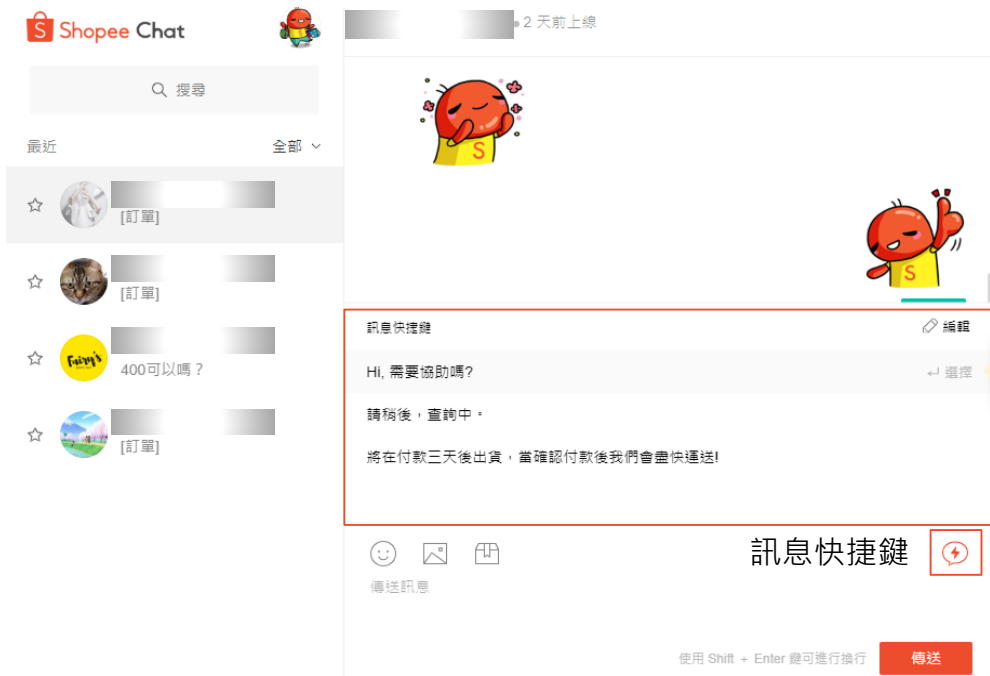 Shopee Chat
2 天前上線
搜尋
最近
全部
[訂單]
[訂單]
Fairy's
400可以嗎？
[訂單]
S
S
訊息快捷鍵
編輯
Hi, 需要協助嗎?
選擇
請稍後，查詢中。
將在付款三天後出貨，當確認付款後我們會盡快運送!
訊息快捷鍵
傳送訊息
使用 Shift + Enter 鍵可進行換行
傳送